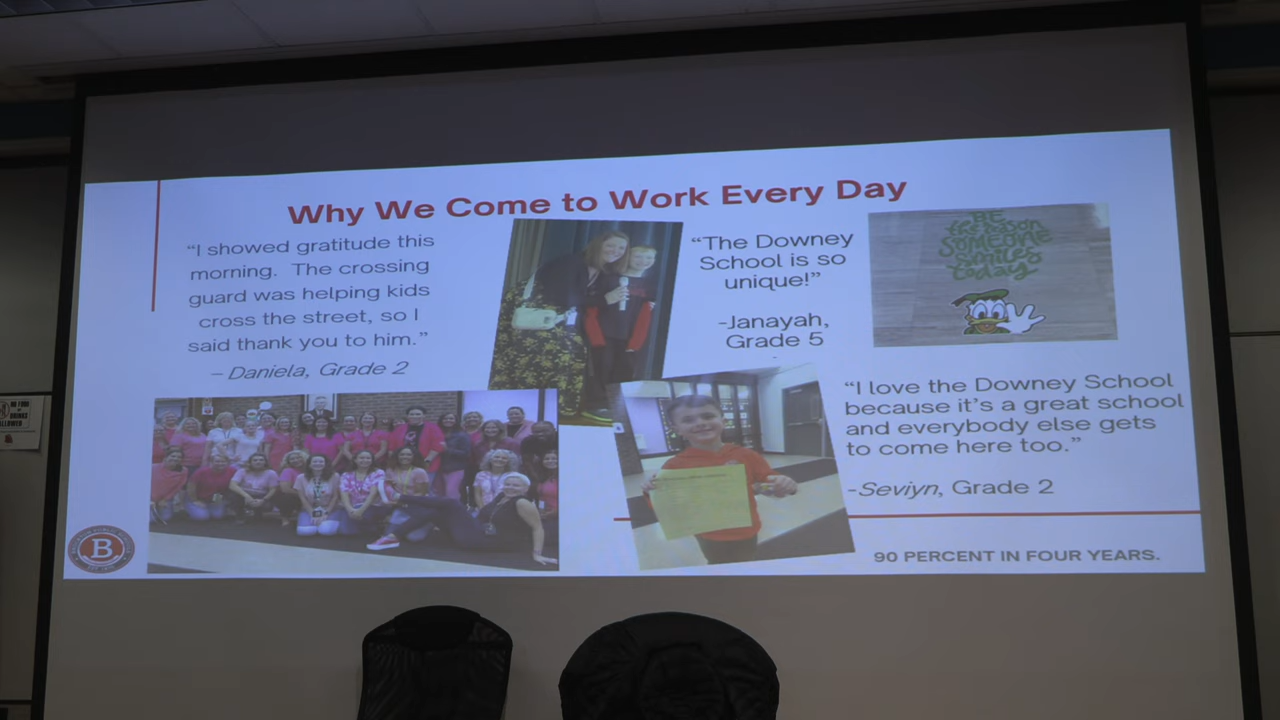 Why We Come to Work Every Day
“I showed gratitude this
morning. The crossing
guard was helping kids
cross the street, so I
said thank you to him.”
– Daniela, Grade 2
“The Downey
School is so
unique!”
-Janayah,
Grade 5
BE
the reason
SOMEONE
smiles
today
“I love the Downey School
because it’s a great school
and everybody else gets
to come here too.”
-Seviyn, Grade 2
90 PERCENT IN FOUR YEARS.
B
NO FOOD
DRINKS